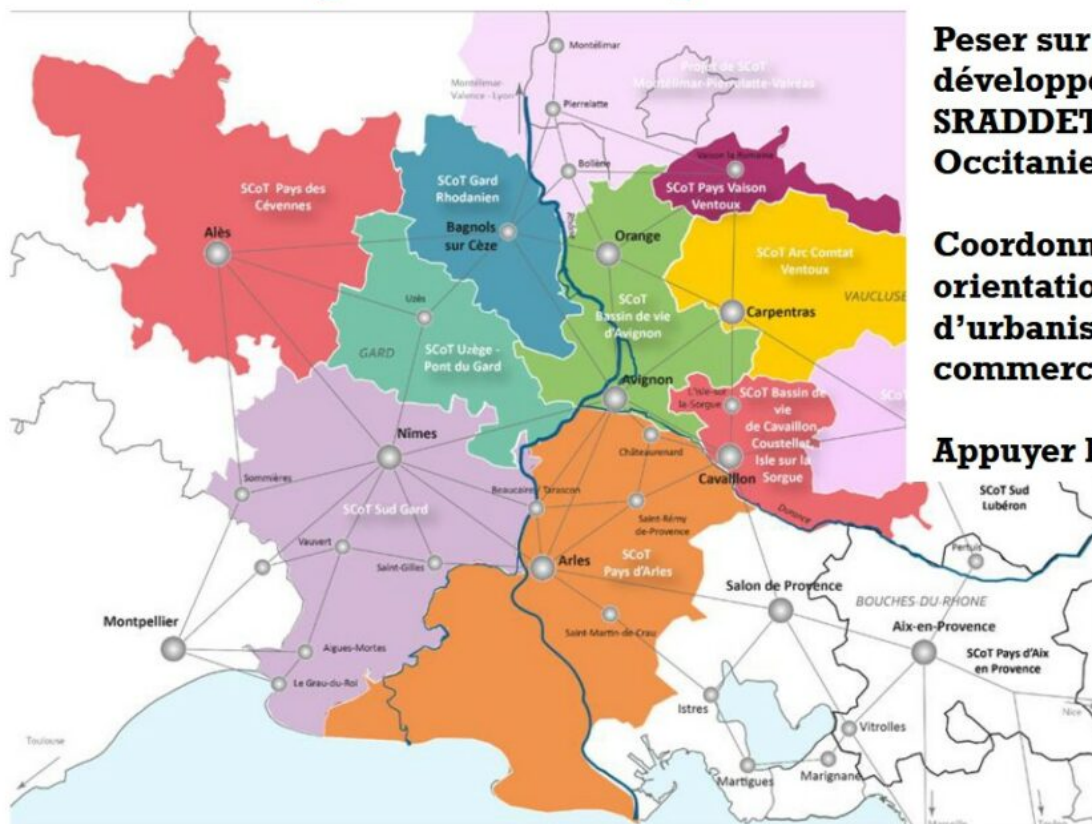 Peser sur
développe
SRADDET
Occitanie
Coordonn
orientatio
d'urbanis
commerc
Appuyer l
Montélimar
Montélimar
Valence - Lyon
Projet de SCoT
Montélimar-Pierrelatte-Valréas
Pierrelatte
Bollène
Vaison la Romaine
SCoT Pays Vaison
Ventoux
SCoT Pays des
Cévennes
SCoT Gard
Rhodanien
Bagnols
sur Cèze
Rhône
Alès
Orange
SCoT Arc Comtat
Ventoux
VAUCLUSE
Uzès
SCoT
Bassin de vie
d'Avignon
Carpentras
GARD
SCoT Uzège -
Pont du Gard
Avignon
L'Isle-sur
la-Sorgue
SCoT Bassin de
vie
de Cavaillon,
Coustellet,
Isle sur la
Sorgue
Nîmes
Châteaurenard
Cavaillon
Sommières
SCoT Sud Gard
Beaucaire / Tarascon
Saint-Rémy
de-Provence
Durance
SCoT Sud
Lubéron
Vauvert
Saint-Gilles
Arles
SCoT
Pays d'Arles
Pertuis
Salon de Provence
BOUCHES-DU-RHONE
Montpellier
Saint-Martin-de-Crau
Aix-en-Provence
Aigues-Mortes
SCoT Pays d'Aix
en Provence
Le Grau-du-Roi
Istres
Vitrolles
Nice
Toulouse
Martigues
Marignane
Marseille
Toulon